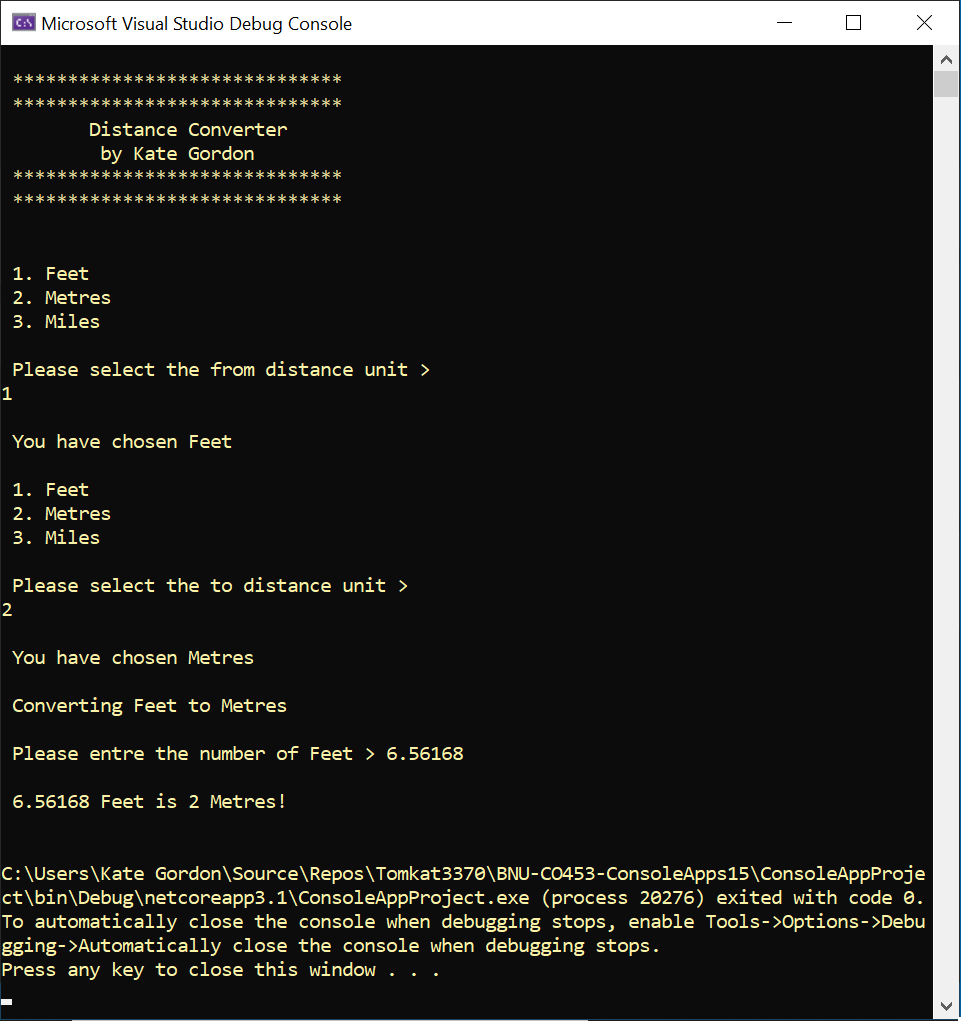 C:\ Microsoft Visual Studio Debug Console
******************************
******************************
Distance Converter
by Kate Gordon
******************************
******************************
1. Feet
2. Metres
3. Miles
Please select the from distance unit >
1
You have chosen Feet
1. Feet
2. Metres
3. Miles
Please select the to distance unit >
2
You have chosen Metres
Converting Feet to Metres
Please entre the number of Feet > 6.56168
6.56168 Feet is 2 Metres!
C:\Users\Kate Gordon\Source\Repos\Tomkat3370\BNU-CO453-ConsoleApps15\ConsoleAppProje
ct\bin\Debug\netcoreapp3.1\ConsoleAppProject.exe (process 20276) exited with code 0.
To automatically close the console when debugging stops, enable Tools->Options->Debu
gging->Automatically close the console when debugging stops.
Press any key to close this window . . .